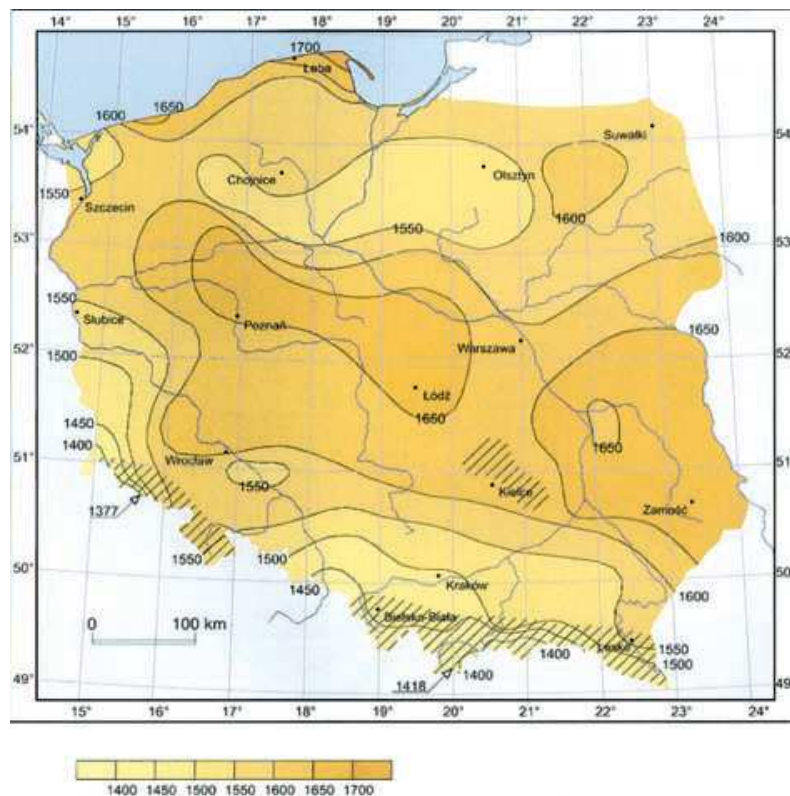 14° 15° 16° 17° 18° 19° 20° 21° 22° 23°
1700
Łeba
1650
1600
54° 54°
Suwałki
Chojnice
Olsztyn
1550
Szczecin
1600
1550
1600
53° 53°
1550
Słubice
Poznań
1650
Warszawa
52° 52°
1500
Łódź
1650
1450
1650
1400
Wrocław
51° 51°
1550
Kielce
Zamość
1377
1550
1500
50° 50°
1450
Kraków
1600
0 100 km
Bielsko-Biała
Lesko
1550
1400
1500
1400
49° 49°
1418
15° 16° 17° 18° 19° 20° 21° 22° 23° 24°
1400 1450 1500 1550 1600 1650 1700